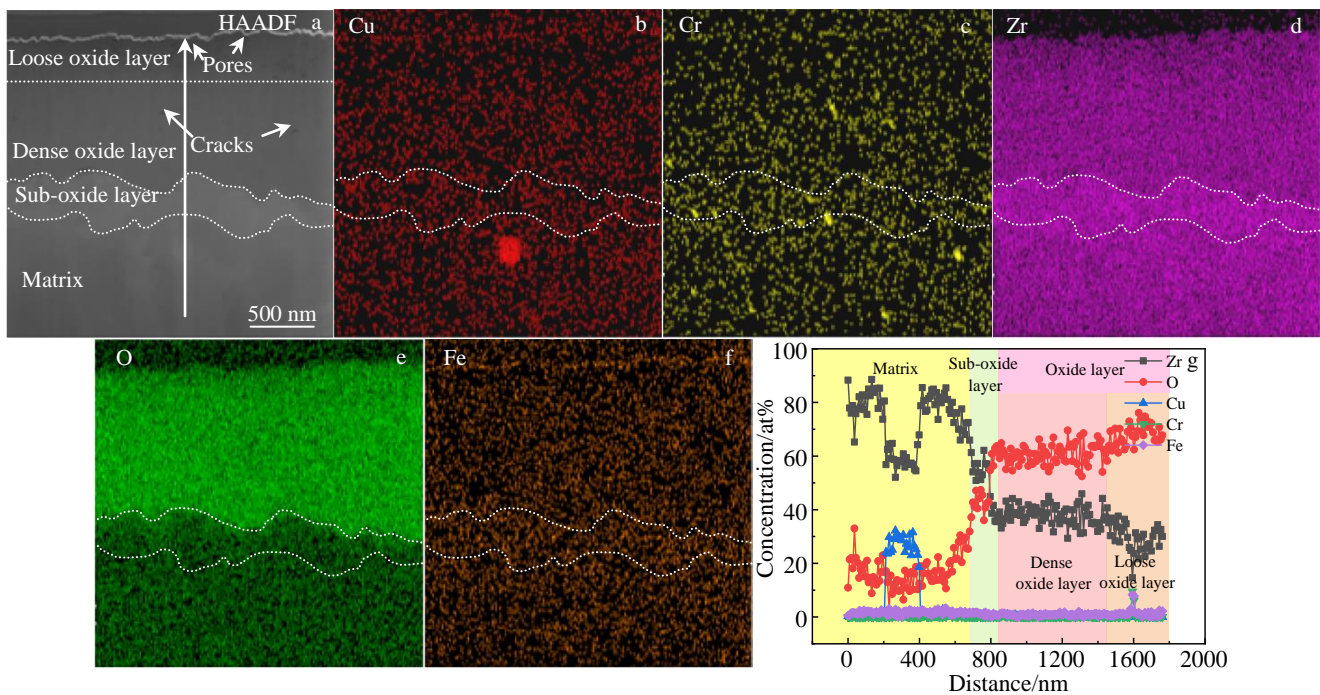 HAADF a
Loose oxide layer
Pores
Cracks
Dense oxide layer
Sub-oxide layer
Matrix
500 nm
Cu b
Cr c
Zr d
O e
Fe f
100
80
60
40
20
0
Concentration/at%
Matrix
Sub-oxide
layer
Oxide layer
Zr g
O
Cu
Cr
Fe
Dense
oxide layer
Loose
oxide layer
0 400 800 1200 1600 2000
Distance/nm